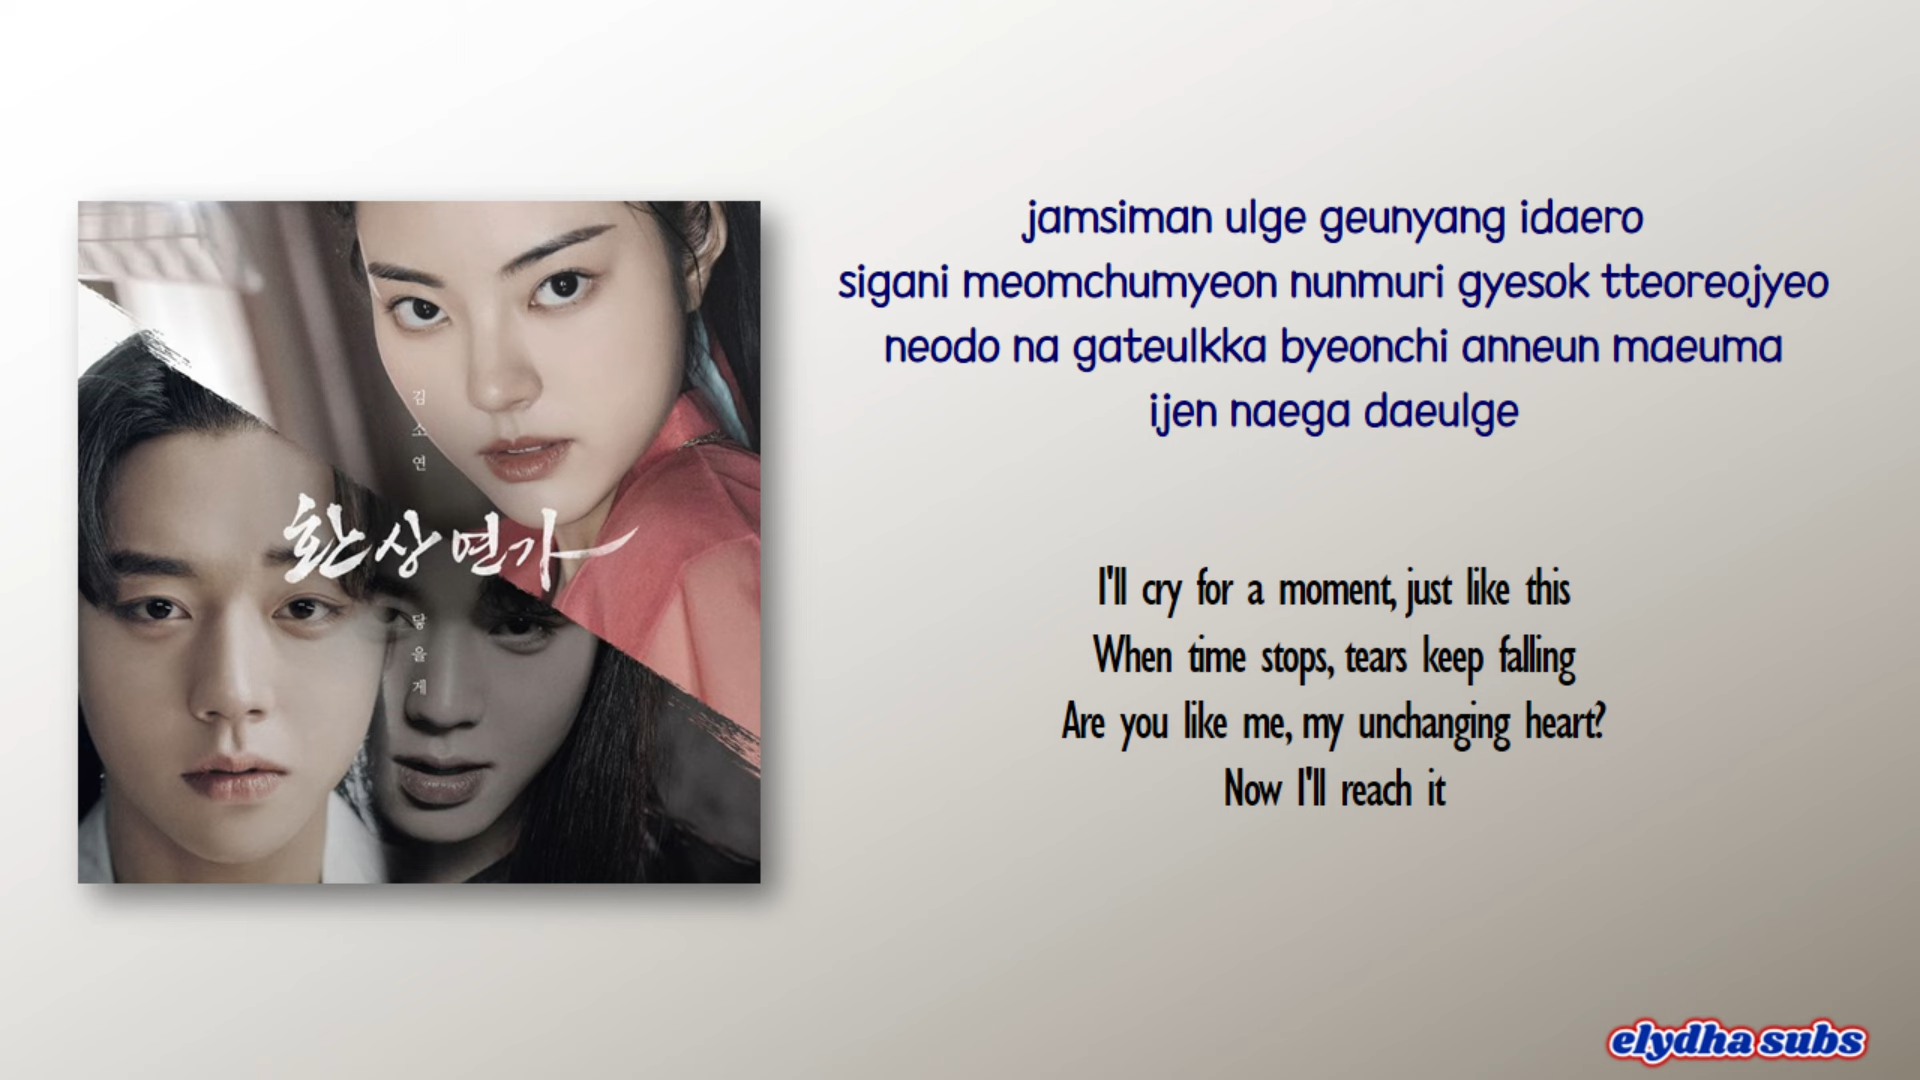 김
소
연
환상연가
닿
을
게
jamsiman ulge geunyang idaero
sigani meomchumyeon nunmuri gyesok tteoreojyeo
neodo na gateulkka byeonchi anneun maeuma
ijen naega daeulge
I'll cry for a moment, just like this
When time stops, tears keep falling
Are you like me, my unchanging heart?
Now I'll reach it
elydha subs